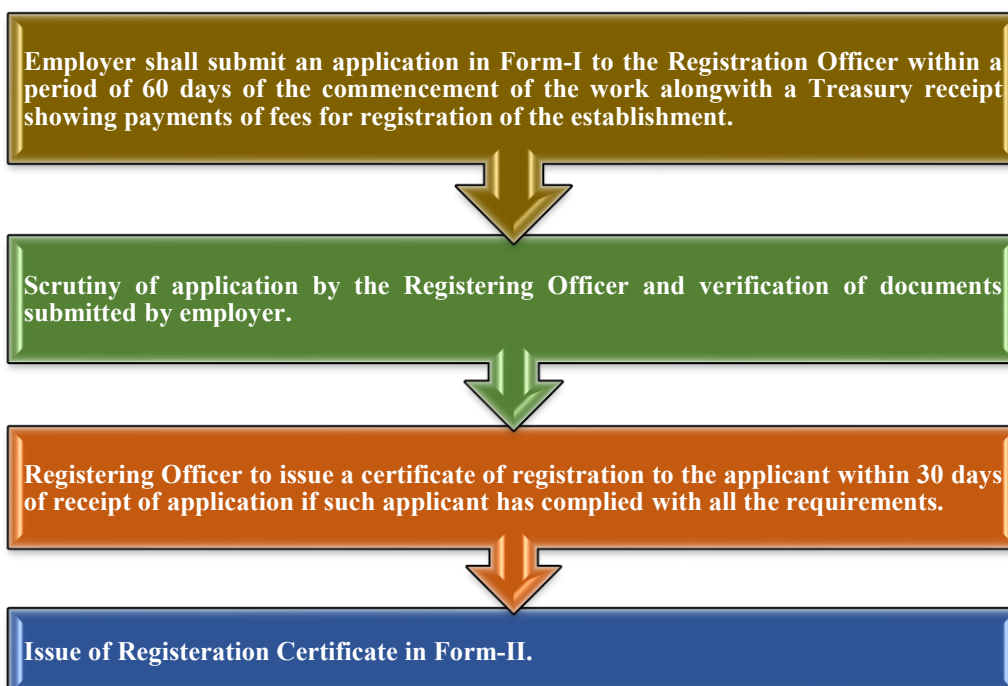 Employer shall submit an application in Form-I to the Registration Officer within a
period of 60 days of the commencement of the work alongwith a Treasury receipt
showing payments of fees for registration of the establishment.
Scrutiny of application by the Registering Officer and verification of documents
submitted by employer.
Registering Officer to issue a certificate of registration to the applicant within 30 days
of receipt of application if such applicant has complied with all the requirements.
Issue of Registeration Certificate in Form-II.